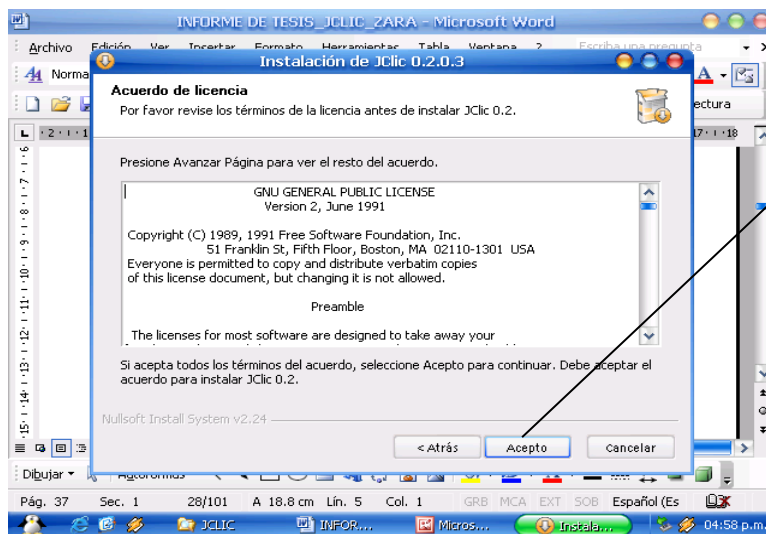 INFORME DE TESIS_JCLIC_ZARA - Microsoft Word
Archivo Edición Ver Insertar Formato Herramientas Tabla Ventana ? Escriba una pregunta
Instalación de JClic 0.2.0.3
Norma
Acuerdo de licencia
Por favor revise los términos de la licencia antes de instalar JClic 0.2.
ectura
L · 2 · 1 · 1
17 · 1 · 18
Presione Avanzar Página para ver el resto del acuerdo.
GNU GENERAL PUBLIC LICENSE
Version 2, June 1991
Copyright (C) 1989, 1991 Free Software Foundation, Inc.
51 Franklin St, Fifth Floor, Boston, MA 02110-1301 USA
Everyone is permitted to copy and distribute verbatim copies
of this license document, but changing it is not allowed.
Preamble
The licenses for most software are designed to take away your
Si acepta todos los términos del acuerdo, seleccione Acepto para continuar. Debe aceptar el
acuerdo para instalar JClic 0.2.
Nullsoft Install System v2.24
< Atrás Acepto Cancelar
Dibujar Autoformas
Pág. 37 Sec. 1 28/101 A 18.8 cm Lín. 5 Col. 1 GRB MCA EXT SOB Español (Es
JCLIC INFOR... Micros... Instala... 04:58 p.m.